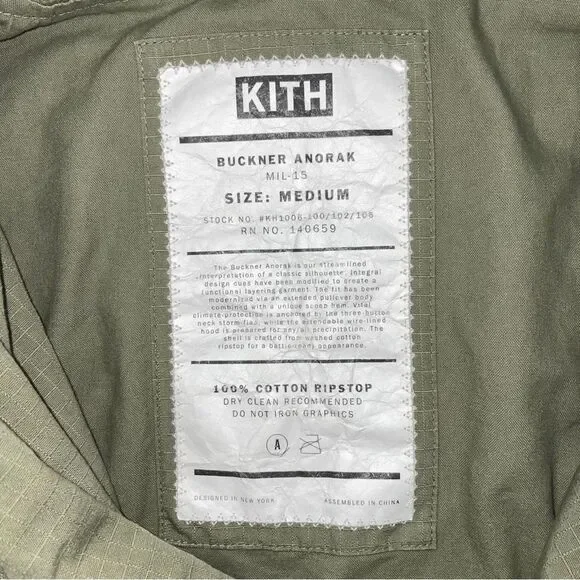 KITH
BUCKNER ANORAK
MIL-15
SIZE: MEDIUM
STOCK NO. #KH1008-100/102/106
RN NO. 140659
The Buckner Anorak is our streamlined
interpretation of a classic silhouette. Integral
design cues have been modified to create a
functional layering garment. The fit has been
modernized via an extended pullover body
combined with a unique scoop hem. Vital
climate-protection is anchored by the three-button
neck storm-flap, while the extendable wire-lined
hood is prepared for any/all precipitation. The
shell is crafted from washed cotton
ripstop for a battle-ready appearance.
100% COTTON RIPSTOP
DRY CLEAN RECOMMENDED
DO NOT IRON GRAPHICS
A
DESIGNED IN NEW YORK
ASSEMBLED IN CHINA